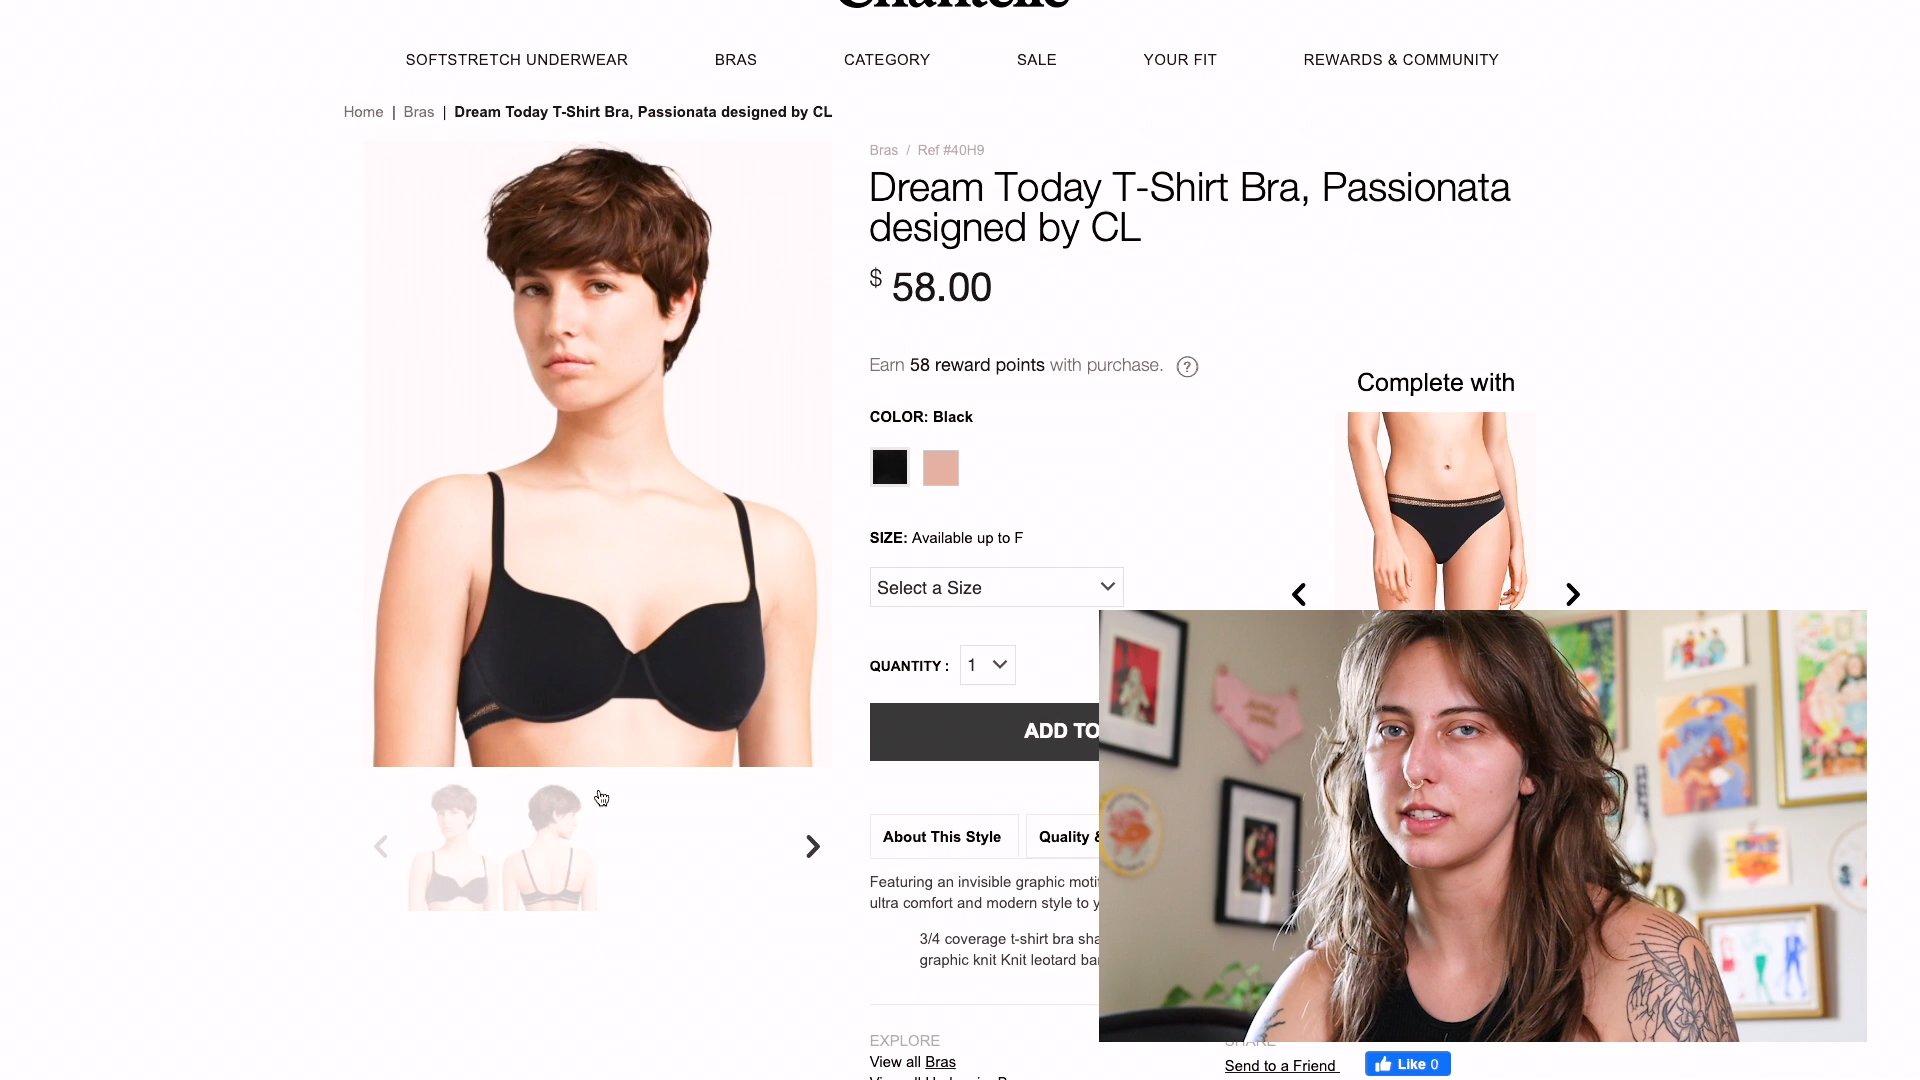 Chantelle
SOFTSTRETCH UNDERWEAR BRAS CATEGORY SALE YOUR FIT REWARDS & COMMUNITY
Home | Bras | Dream Today T-Shirt Bra, Passionata designed by CL
Bras / Ref #40H9
Dream Today T-Shirt Bra, Passionata
designed by CL
$ 58.00
Earn 58 reward points with purchase. ?
Complete with
COLOR: Black
SIZE: Available up to F
Select a Size
QUANTITY : 1
ADD TO
About This Style Quality &
Featuring an invisible graphic
ultra comfort and modern style to
3/4 coverage t-shirt bra
graphic knit Knit leotard
EXPLORE
SHARE
View all Bras
Send to a Friend Like 0